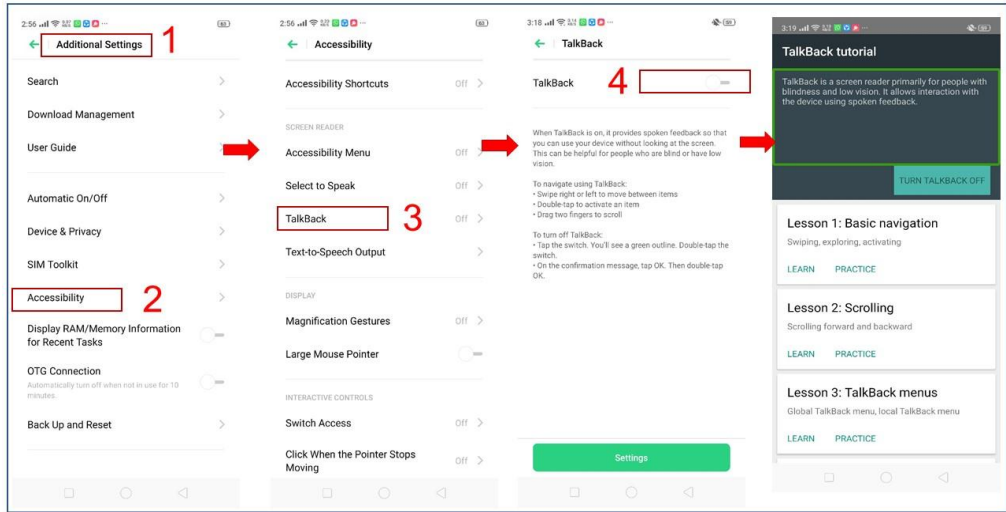 2:56
63
Additional Settings
1
Search
Download Management
User Guide
Automatic On/Off
Device & Privacy
SIM Toolkit
Accessibility
2
Display RAM/Memory Information
for Recent Tasks
OTG Connection
Automatically turn off when not in use for 10
minutes.
Back Up and Reset
2:56
63
Accessibility
Accessibility Shortcuts Off
SCREEN READER
Accessibility Menu Off
Select to Speak Off
TalkBack Off
3
Text-to-Speech Output
DISPLAY
Magnification Gestures Off
Large Mouse Pointer
INTERACTIVE CONTROLS
Switch Access Off
Click When the Pointer Stops
Moving Off
3:18
59
TalkBack
TalkBack
4
When TalkBack is on, it provides spoken feedback so that
you can use your device without looking at the screen.
This can be helpful for people who are blind or have low
vision.
To navigate using TalkBack:
• Swipe right or left to move between items
• Double-tap to activate an item
• Drag two fingers to scroll
To turn off TalkBack:
• Tap the switch. You'll see a green outline. Double-tap the
switch.
• On the confirmation message, tap OK. Then double-tap
OK.
Settings
3:19
59
TalkBack tutorial
TalkBack is a screen reader primarily for people with
blindness and low vision. It allows interaction with
the device using spoken feedback.
TURN TALKBACK OFF
Lesson 1: Basic navigation
Swiping, exploring, activating
LEARN PRACTICE
Lesson 2: Scrolling
Scrolling forward and backward
LEARN PRACTICE
Lesson 3: TalkBack menus
Global TalkBack menu, local TalkBack menu
LEARN PRACTICE